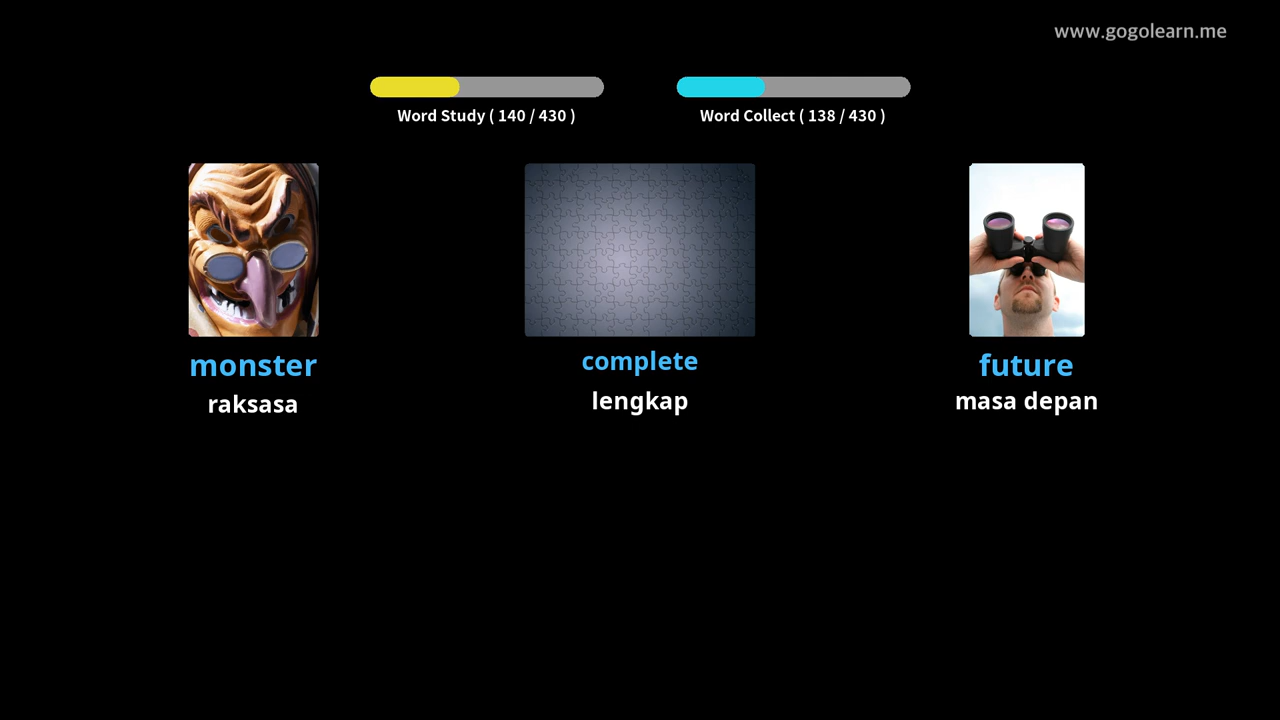 www.gogolearn.me
Word Study ( 140 / 430 )
Word Collect ( 138 / 430 )
monster
raksasa
complete
lengkap
future
masa depan